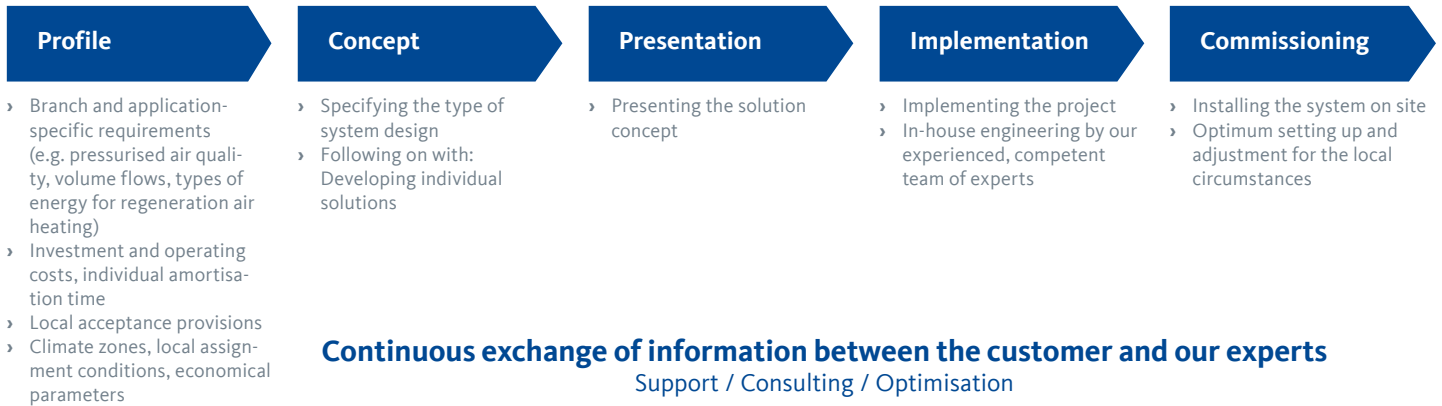 Profile
› Branch and application-
specific requirements
(e.g. pressurised air quali-
ty, volume flows, types of
energy for regeneration air
heating)
› Investment and operating
costs, individual amortisa-
tion time
› Local acceptance provisions
› Climate zones, local assign-
ment conditions, economical
parameters
Concept
› Specifying the type of
system design
› Following on with:
Developing individual
solutions
Presentation
› Presenting the solution
concept
Implementation
› Implementing the project
› In-house engineering by our
experienced, competent
team of experts
Commissioning
› Installing the system on site
› Optimum setting up and
adjustment for the local
circumstances
Continuous exchange of information between the customer and our experts
Support / Consulting / Optimisation